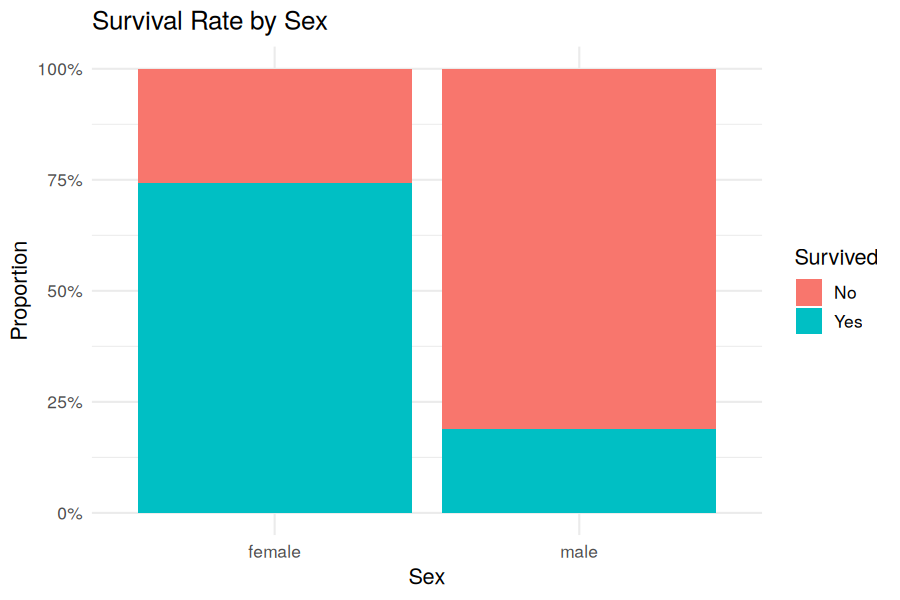 Survival Rate by Sex
100%
75%
50%
25%
0%
Proportion
female male
Sex
Survived
No
Yes